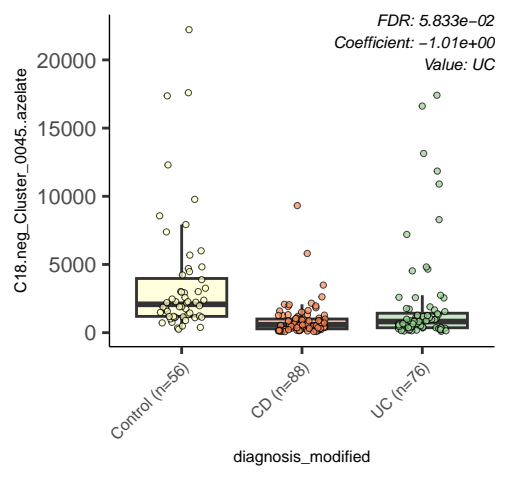 FDR: 5.833e−02
Coefficient: −1.01e+00
Value: UC
C18.neg_Cluster_0045..azelate
20000
15000
10000
5000
0
Control (n=56)
CD (n=88)
UC (n=76)
diagnosis_modified